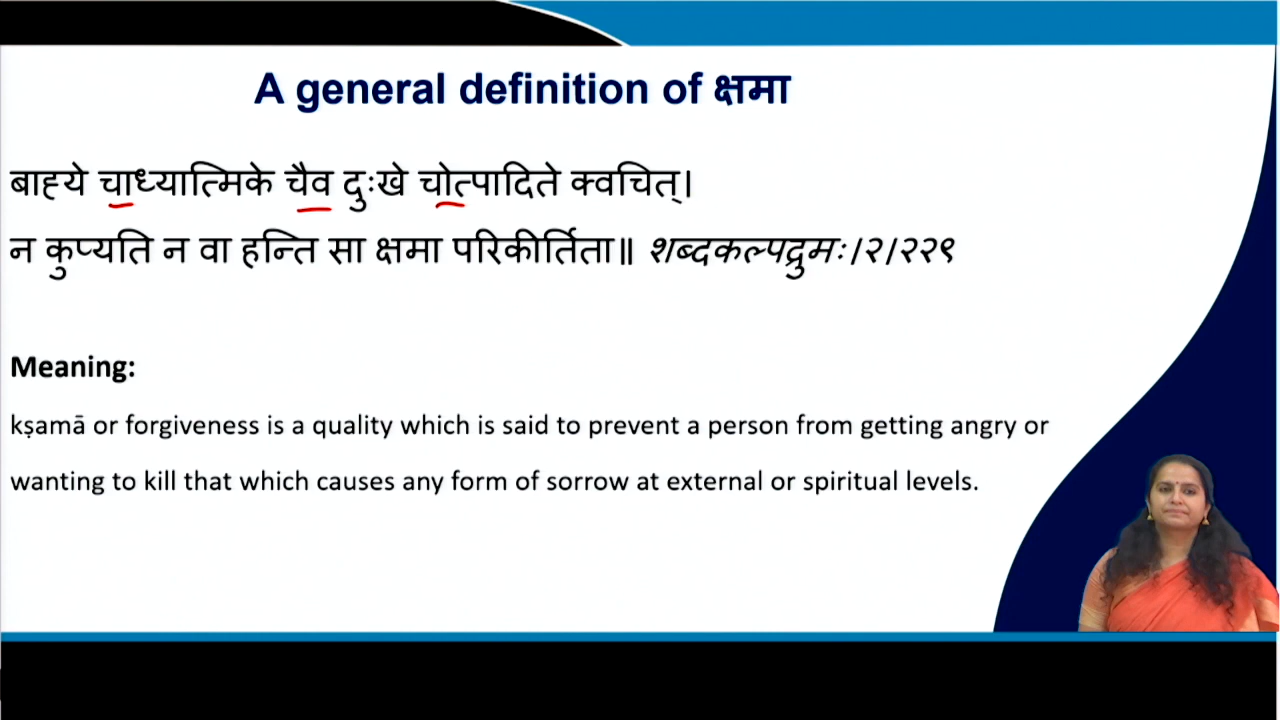 A general definition of क्षमा
बाह्ये चाध्यात्मिके चैव दुःखे चोत्पादिते क्वचित्।
न कुप्यति न वा हन्ति सा क्षमा परिकीर्तिता॥ शब्दकल्पद्रुमः।२।२२९
Meaning:
kṣamā or forgiveness is a quality which is said to prevent a person from getting angry or
wanting to kill that which causes any form of sorrow at external or spiritual levels.